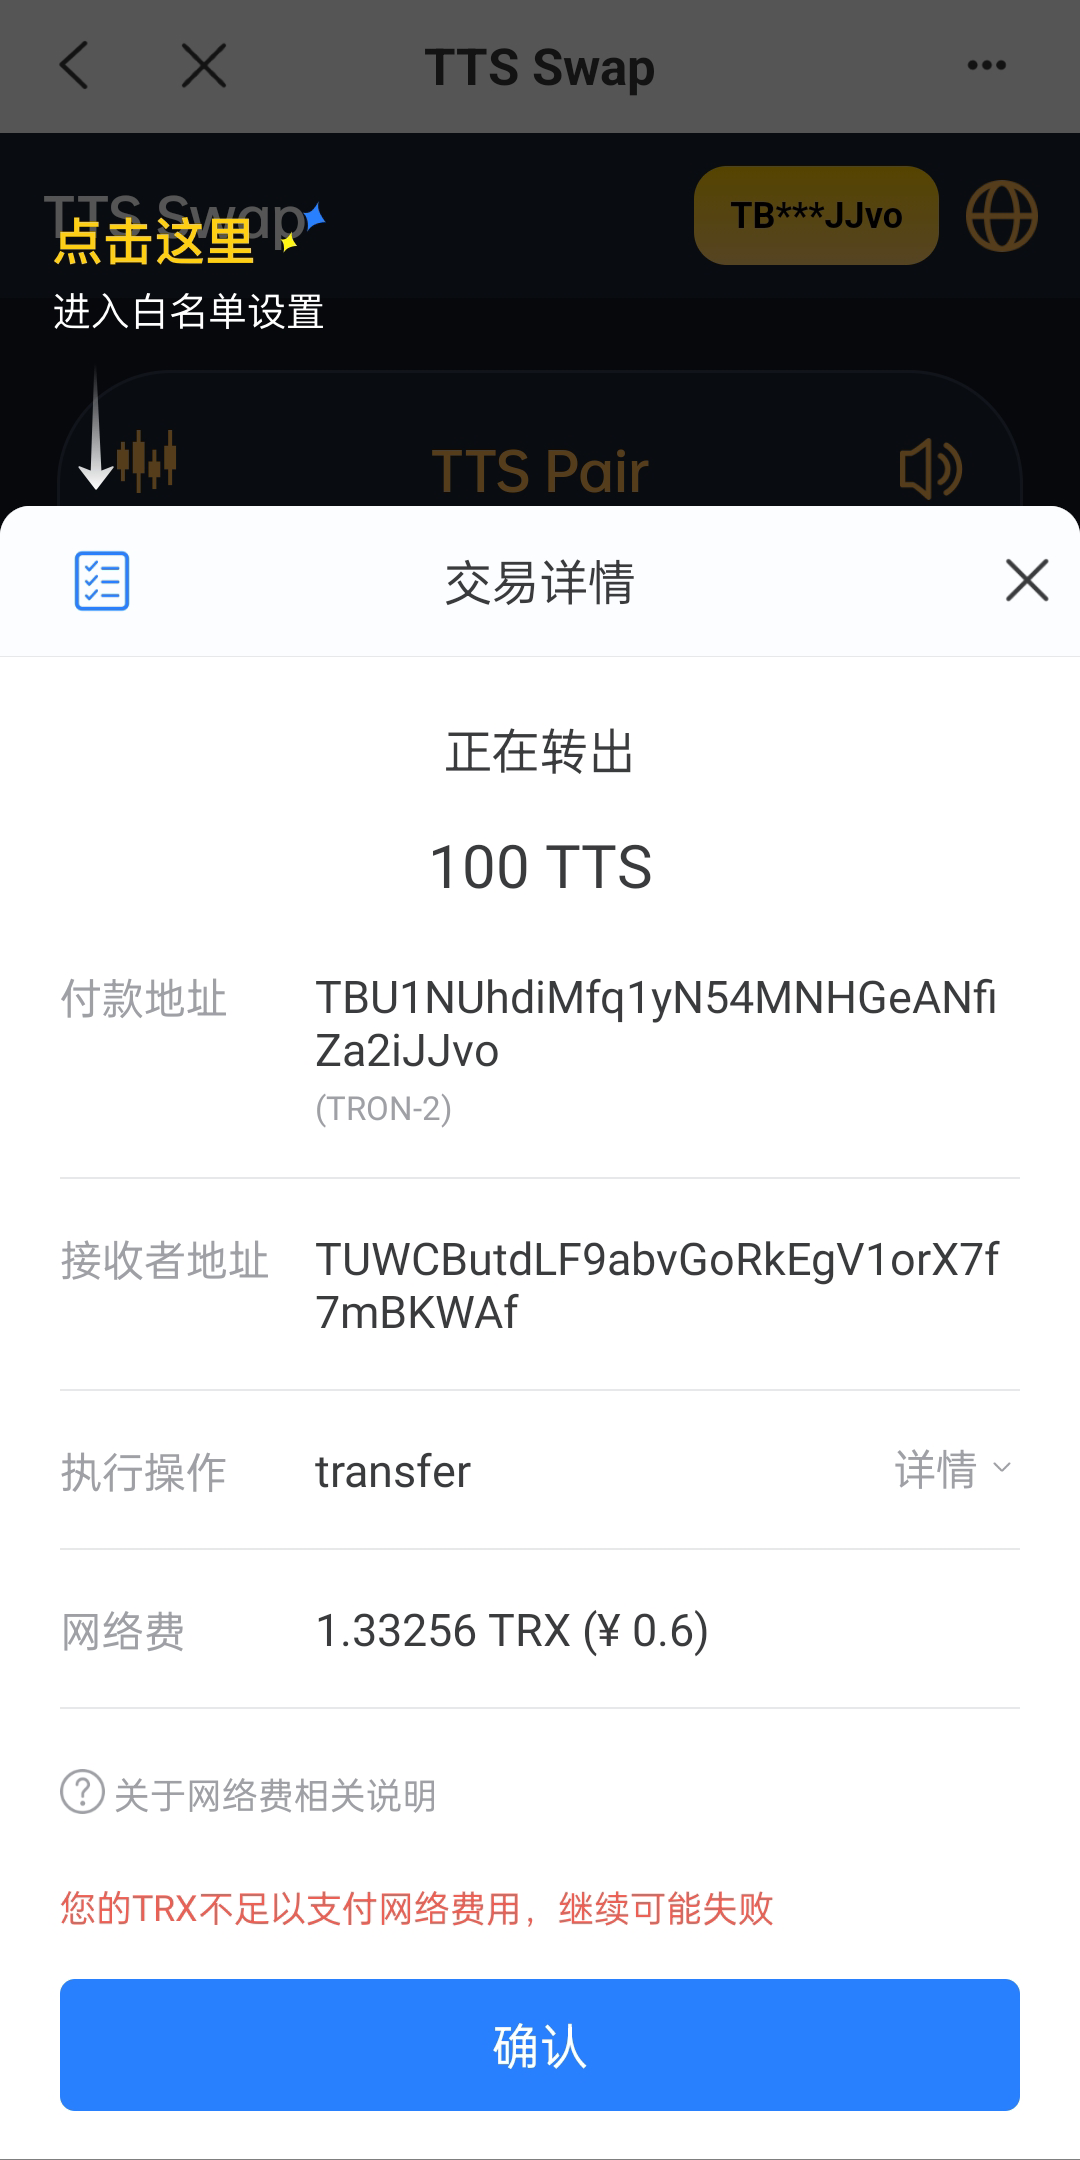 TTS Swap
TTS Swap
TB***JJvo
点击这里
进入白名单设置
TTS Pair
交易详情
正在转出
100 TTS
付款地址
TBU1NUhdiMfq1yN54MNHGeANfi
Za2iJJvo
(TRON-2)
接收者地址
TUWCButdLF9abvGoRkEgV1orX7f
7mBKWAf
执行操作
transfer
详情
网络费
1.33256 TRX (¥ 0.6)
关于网络费相关说明
您的TRX不足以支付网络费用，继续可能失败
确认